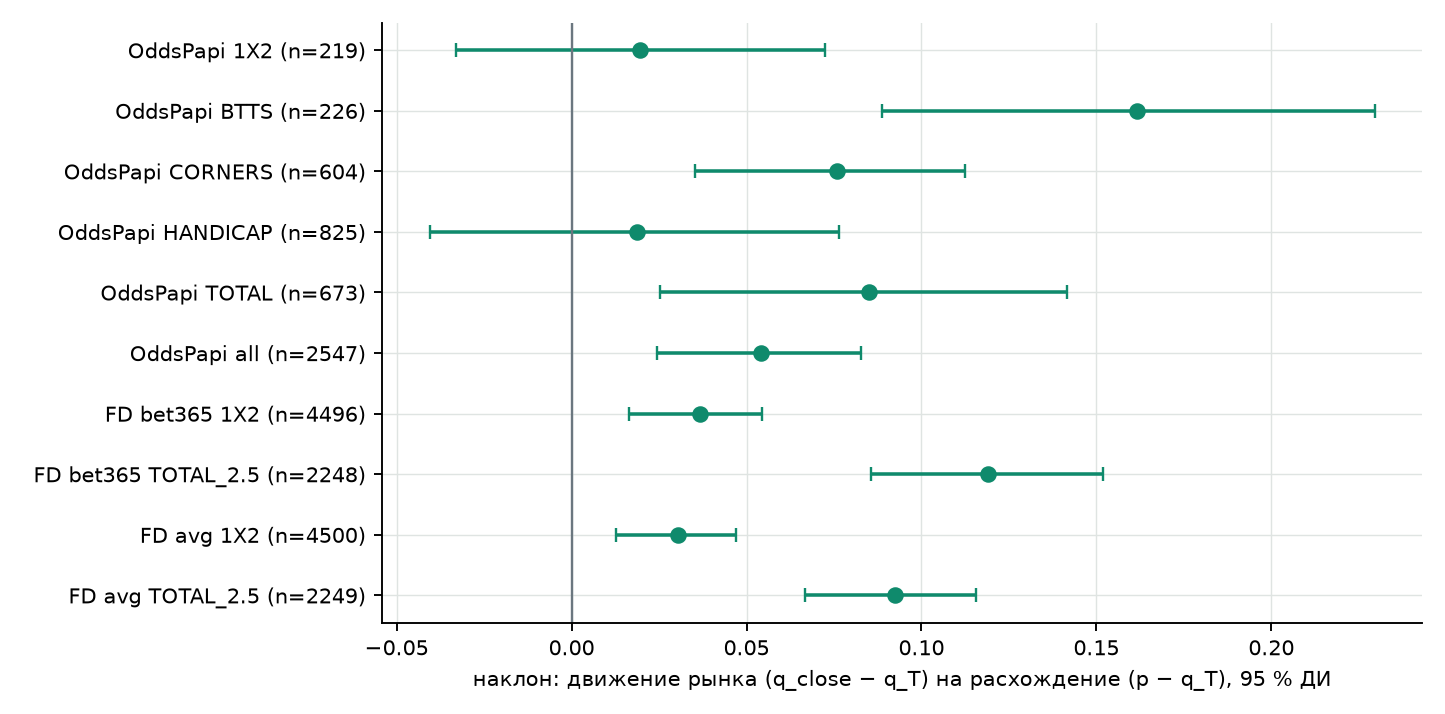 OddsPapi 1X2 (n=219)
OddsPapi BTTS (n=226)
OddsPapi CORNERS (n=604)
OddsPapi HANDICAP (n=825)
OddsPapi TOTAL (n=673)
OddsPapi all (n=2547)
FD bet365 1X2 (n=4496)
FD bet365 TOTAL_2.5 (n=2248)
FD avg 1X2 (n=4500)
FD avg TOTAL_2.5 (n=2249)
−0.05 0.00 0.05 0.10 0.15 0.20
наклон: движение рынка (q_close − q_T) на расхождение (p − q_T), 95 % ДИ